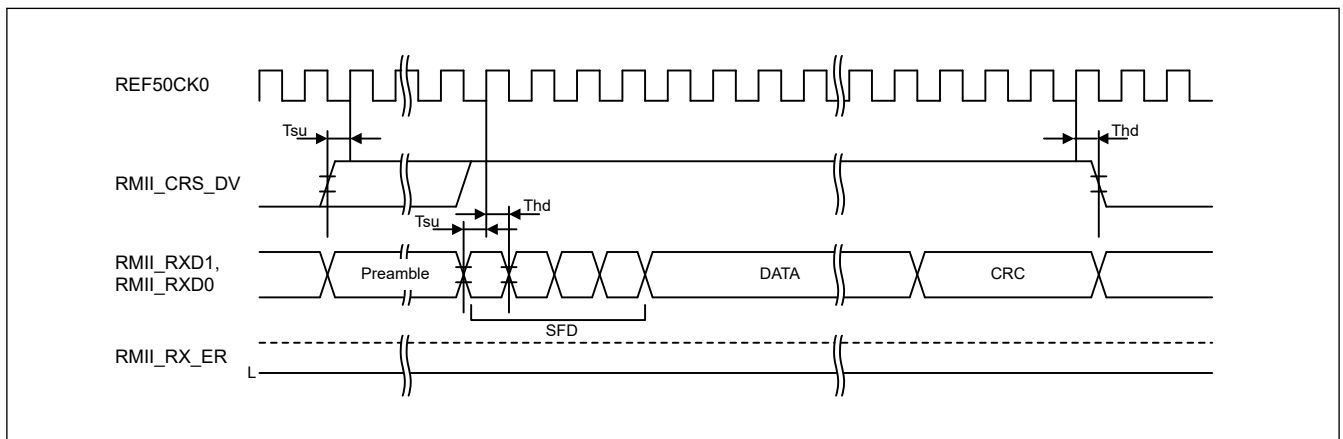 REF50CK0
Tsu
Thd
RMII_CRS_DV
Tsu
Thd
RMII_RXD1,
RMII_RXD0
Preamble
DATA
CRC
SFD
RMII_RX_ER
L